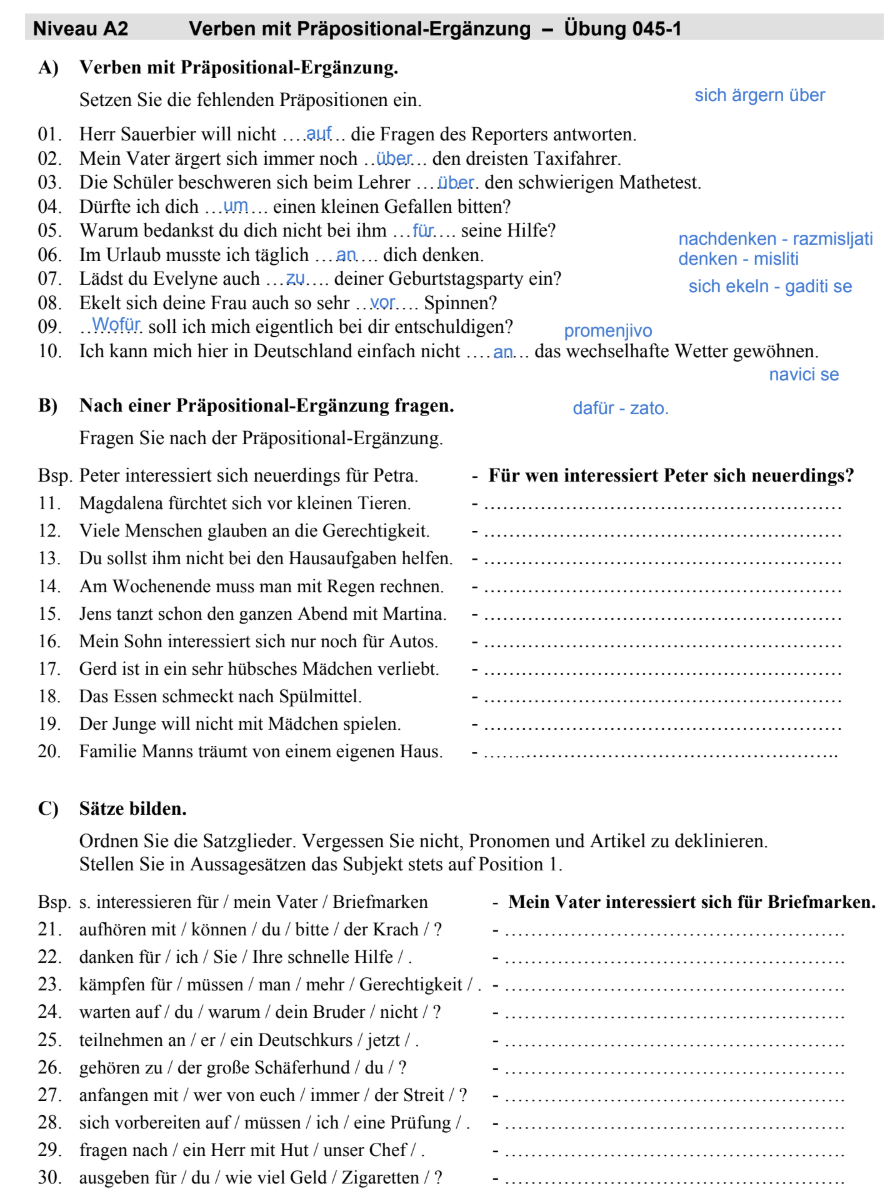 Niveau A2 Verben mit Präpositional-Ergänzung – Übung 045-1
A) Verben mit Präpositional-Ergänzung.
Setzen Sie die fehlenden Präpositionen ein.
sich ärgern über
01. Herr Sauerbier will nicht ….auf.. die Fragen des Reporters antworten.
02. Mein Vater ärgert sich immer noch ..über... den dreisten Taxifahrer.
03. Die Schüler beschweren sich beim Lehrer …über. den schwierigen Mathetest.
04. Dürfte ich dich …um… einen kleinen Gefallen bitten?
05. Warum bedankst du dich nicht bei ihm …für…. seine Hilfe?
nachdenken - razmisljati
06. Im Urlaub musste ich täglich …an… dich denken.
denken - misliti
07. Lädst du Evelyne auch …zu…. deiner Geburtstagsparty ein?
sich ekeln - gaditi se
08. Ekelt sich deine Frau auch so sehr …vor…. Spinnen?
09. …Wofür. soll ich mich eigentlich bei dir entschuldigen?
promenjivo
10. Ich kann mich hier in Deutschland einfach nicht ….an… das wechselhafte Wetter gewöhnen.
navici se
B) Nach einer Präpositional-Ergänzung fragen.
dafür - zato.
Fragen Sie nach der Präpositional-Ergänzung.
Bsp. Peter interessiert sich neuerdings für Petra. - Für wen interessiert Peter sich neuerdings?
11. Magdalena fürchtet sich vor kleinen Tieren. - ……………………………………………………
12. Viele Menschen glauben an die Gerechtigkeit. - ……………………………………………………
13. Du sollst ihm nicht bei den Hausaufgaben helfen. - ……………………………………………………
14. Am Wochenende muss man mit Regen rechnen. - ……………………………………………………
15. Jens tanzt schon den ganzen Abend mit Martina. - ……………………………………………………
16. Mein Sohn interessiert sich nur noch für Autos. - ……………………………………………………
17. Gerd ist in ein sehr hübsches Mädchen verliebt. - ……………………………………………………
18. Das Essen schmeckt nach Spülmittel. - ……………………………………………………
19. Der Junge will nicht mit Mädchen spielen. - ……………………………………………………
20. Familie Manns träumt von einem eigenen Haus. - …………………………………………………..
C) Sätze bilden.
Ordnen Sie die Satzglieder. Vergessen Sie nicht, Pronomen und Artikel zu deklinieren.
Stellen Sie in Aussagesätzen das Subjekt stets auf Position 1.
Bsp. s. interessieren für / mein Vater / Briefmarken - Mein Vater interessiert sich für Briefmarken.
21. aufhören mit / können / du / bitte / der Krach / ? - ………………………………………………….
22. danken für / ich / Sie / Ihre schnelle Hilfe / . - ………………………………………………….
23. kämpfen für / müssen / man / mehr / Gerechtigkeit / . - ………………………………………………….
24. warten auf / du / warum / dein Bruder / nicht / ? - ………………………………………………….
25. teilnehmen an / er / ein Deutschkurs / jetzt / . - ………………………………………………….
26. gehören zu / der große Schäferhund / du / ? - ………………………………………………….
27. anfangen mit / wer von euch / immer / der Streit / ? - ………………………………………………….
28. sich vorbereiten auf / müssen / ich / eine Prüfung / . - ………………………………………………….
29. fragen nach / ein Herr mit Hut / unser Chef / . - ………………………………………………….
30. ausgeben für / du / wie viel Geld / Zigaretten / ? - ………………………………………………….